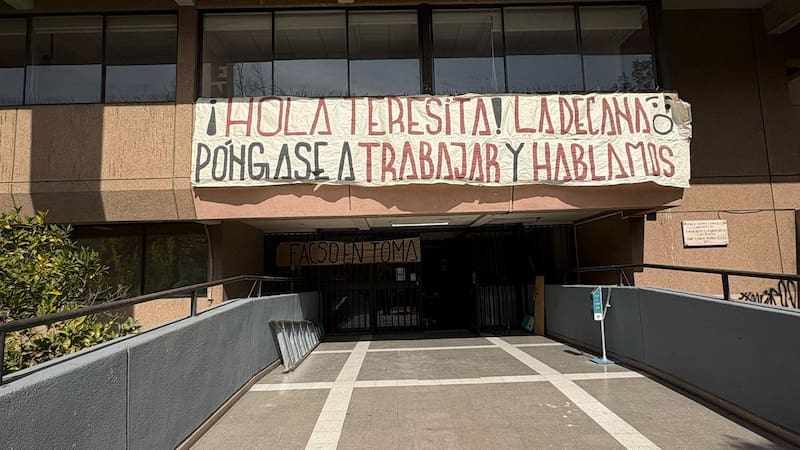 ¡HOLA TERESITA! LA DECANA
PÓNGASE A TRABAJAR Y HABLAMOS
FACSO EN TOMA